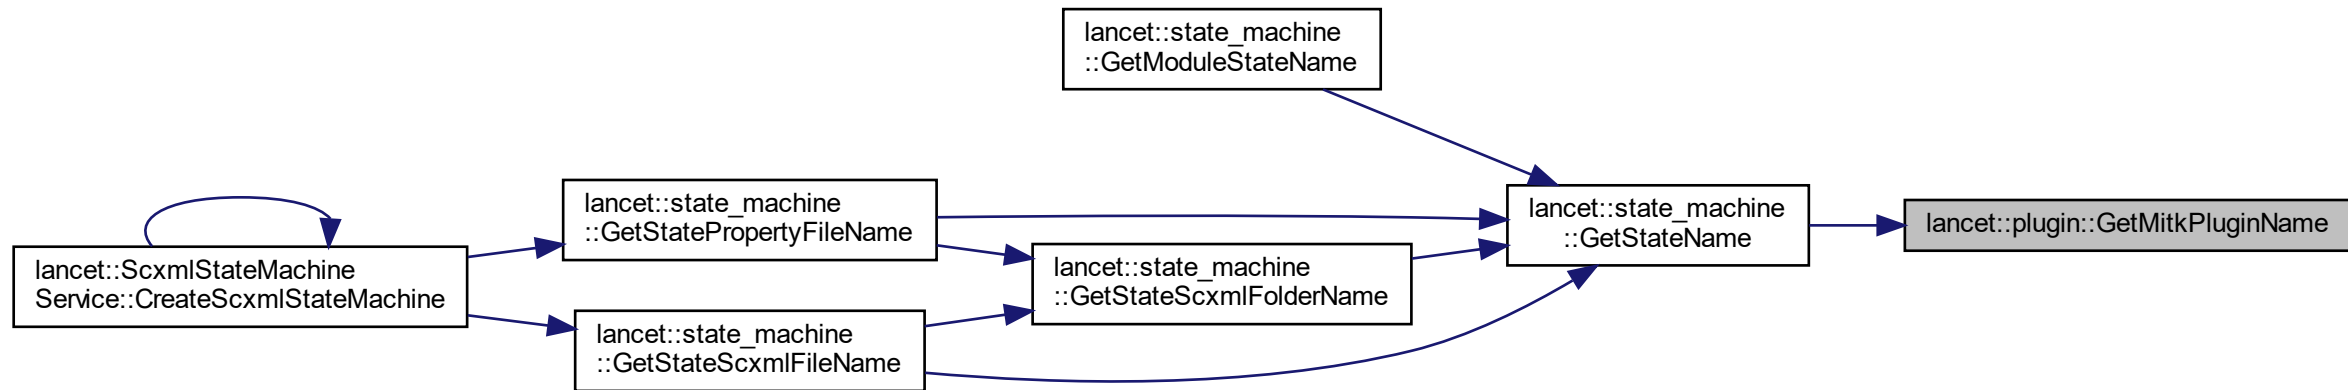 lancet::state_machine
::GetModuleStateName
lancet::state_machine
::GetStatePropertyFileName
lancet::state_machine
::GetStateName
lancet::plugin::GetMitkPluginName
lancet::ScxmlStateMachine
Service::CreateScxmlStateMachine
lancet::state_machine
::GetStateScxmlFolderName
lancet::state_machine
::GetStateScxmlFileName